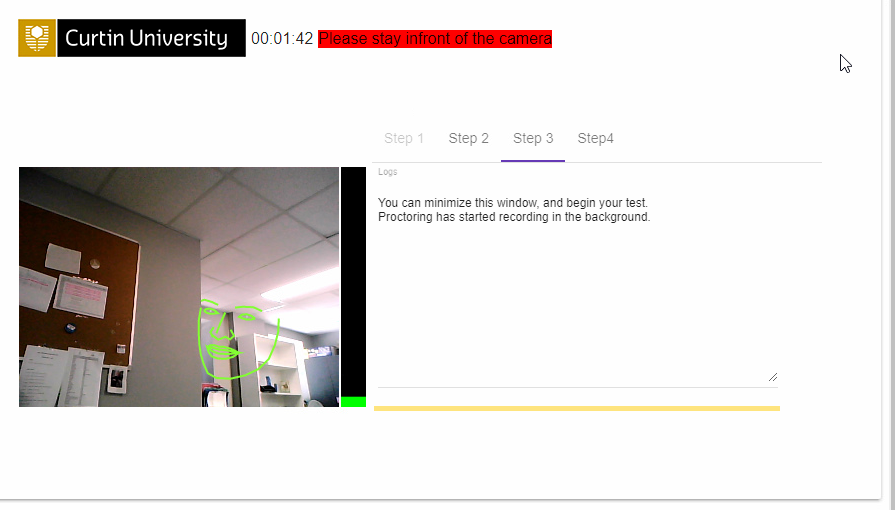 Curtin University 00:01:42 Please stay infront of the camera
Step 1 Step 2 Step 3 Step4
Logs
You can minimize this window, and begin your test.
Proctoring has started recording in the background.